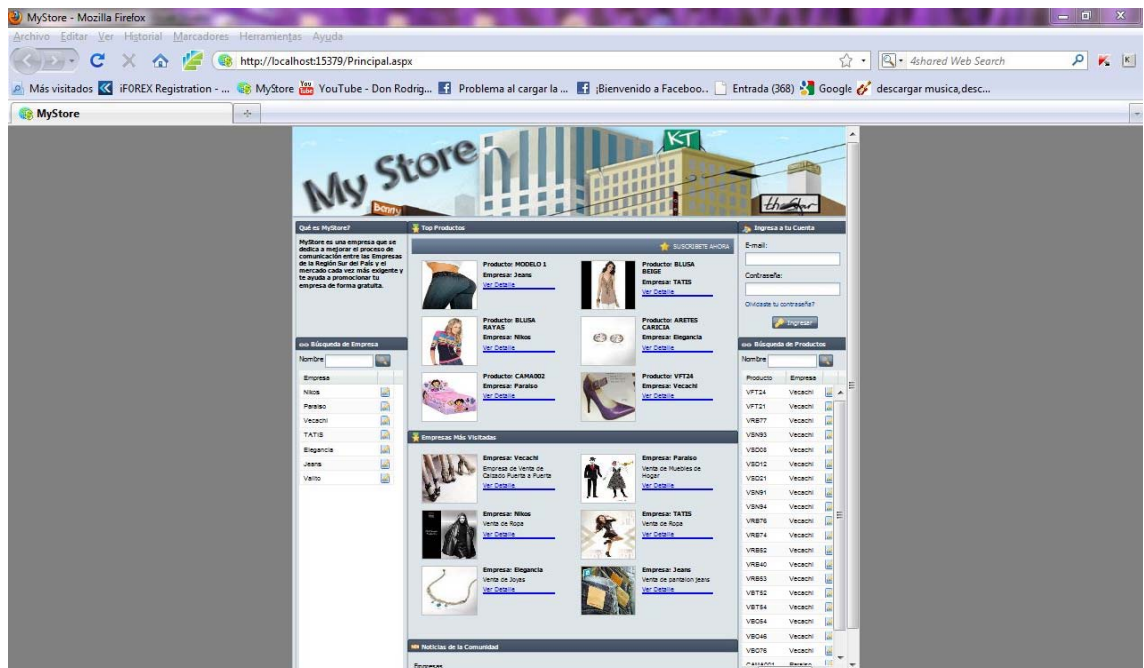 MyStore - Mozilla Firefox
Archivo Editar Ver Historial Marcadores Herramientas Ayuda
http://localhost:15379/Principal.aspx
4shared Web Search
Más visitados iFOREX Registration - ... MyStore YouTube - Don Rodrig... Problema al cargar la ... ¡Bienvenido a Faceboo... Entrada (368) Google descargar musica,desc...
MyStore
My Store
KT
Benny
the Star
Qué es MyStore?
MyStore es una empresa que se
dedica a mejorar el proceso de
comunicación entre las Empresas
de la Región Sur del País y el
mercado cada vez más exigente y
te ayuda a promocionar tu
empresa de forma gratuita.
Búsqueda de Empresa
Nombre
Empresa
Nikos
Paraiso
Vecachi
TATIS
Elegancia
Jeans
Valito
Top Productos
SUSCRIBETE AHORA
Producto: MODELO 1
Empresa: Jeans
Ver Detalle
Producto: BLUSA
BEIGE
Empresa: TATIS
Ver Detalle
Producto: BLUSA
RAYAS
Empresa: Nikos
Ver Detalle
Producto: ARETES
CARICIA
Empresa: Elegancia
Ver Detalle
Producto: CAMA002
Empresa: Paraiso
Ver Detalle
Producto: VFT24
Empresa: Vecachi
Ver Detalle
Empresas Más Visitadas
Empresa: Vecachi
Empresa de Venta de
Calzado Puerta a Puerta
Ver Detalle
Empresa: Paraiso
Venta de Muebles de
Hogar
Ver Detalle
Empresa: Nikos
Venta de Ropa
Ver Detalle
Empresa: TATIS
Venta de Ropa
Ver Detalle
Empresa: Elegancia
Venta de Joyas
Ver Detalle
Empresa: Jeans
Venta de pantalon jeans
Ver Detalle
Noticias de la Comunidad
Empresas
Ingresa a tu Cuenta
E-mail:
Contraseña:
Olvidaste tu contraseña?
Ingresar
Búsqueda de Productos
Nombre
Producto Empresa
VFT24 Vecachi
VFT21 Vecachi
VRB77 Vecachi
VSN93 Vecachi
VSD08 Vecachi
VSD12 Vecachi
VSD21 Vecachi
VSN91 Vecachi
VSN94 Vecachi
VRB76 Vecachi
VRB74 Vecachi
VRB52 Vecachi
VRB40 Vecachi
VRB53 Vecachi
VBT52 Vecachi
VBT54 Vecachi
VBO54 Vecachi
VBO46 Vecachi
VBO76 Vecachi
CAMA001 Paraiso